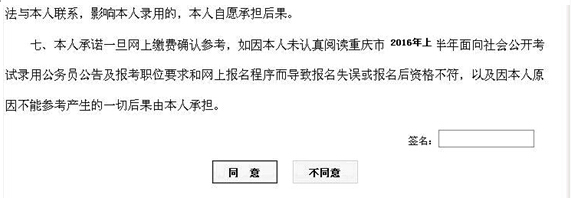 法与本人联系，影响本人录用的，本人自愿承担后果。
七、本人承诺一旦网上缴费确认参考，如因本人未认真阅读重庆市 2016年上 半年面向社会公开考
试录用公务员公告及报考职位要求和网上报名程序而导致报名失误或报名后资格不符，以及因本人原
因不能参考产生的一切后果由本人承担。
签名：
同 意 不同意